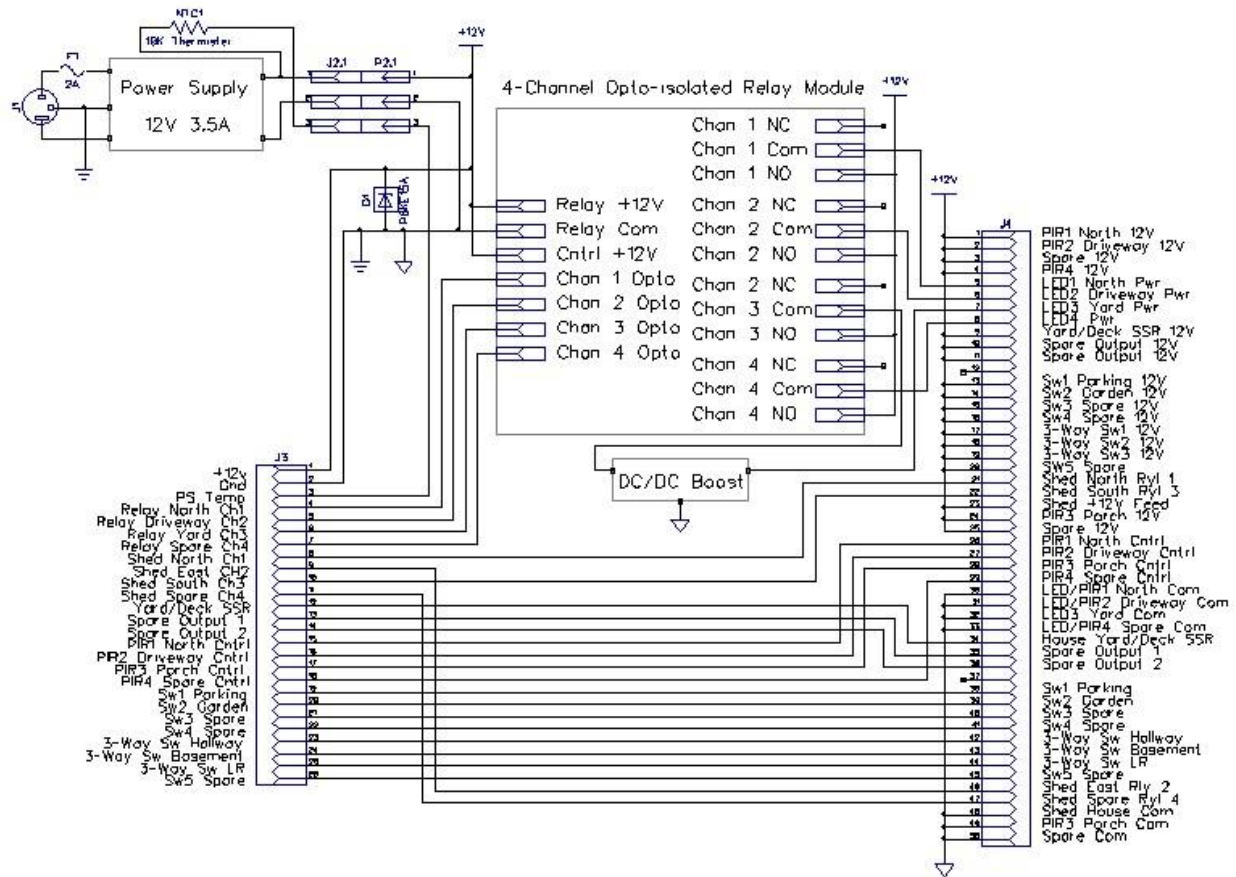 NTC1
10K Thermister
F1
2A
J1
Power Supply
12V 3.5A
J2.1
P2.1
+12V
D1
P6KE15A
4-Channel Opto-isolated Relay Module
Relay +12V
Relay Com
Cntrl +12V
Chan 1 Opto
Chan 2 Opto
Chan 3 Opto
Chan 4 Opto
Chan 1 NC
Chan 1 Com
Chan 1 NO
Chan 2 NC
Chan 2 Com
Chan 2 NO
Chan 2 NC
Chan 3 Com
Chan 3 NO
Chan 4 NC
Chan 4 Com
Chan 4 NO
+12V
DC/DC Boost
J3
+12v
Gnd
PS Temp
Relay North Ch1
Relay Driveway Ch2
Relay Yard Ch3
Relay Spare Ch4
Shed North Ch1
Shed East CH2
Shed South Ch3
Shed Spare Ch4
Yard/Deck SSR
Spare Output 1
Spare Output 2
PIR1 North Cntrl
PIR2 Driveway Cntrl
PIR3 Porch Cntrl
PIR4 Spare Cntrl
Sw1 Parking
Sw2 Garden
Sw3 Spare
Sw4 Spare
3-Way Sw Hallway
3-Way Sw Basement
3-Way Sw LR
Sw5 Spare
+12V
J4
PIR1 North 12V
PIR2 Driveway 12V
Spare 12V
PIR4 12V
LED1 North Pwr
LED2 Driveway Pwr
LED3 Yard Pwr
LED4 Pwr
Yard/Deck SSR 12V
Spare Output 12V
Spare Output 12V
Sw1 Parking 12V
Sw2 Garden 12V
Sw3 Spare 12V
Sw4 Spare 12V
3-Way Sw1 12V
3-Way Sw2 12V
3-Way Sw3 12V
SW5 Spare
Shed North Ryl 1
Shed South Ryl 3
Shed +12V Feed
PIR3 Porch 12V
Spare 12V
PIR1 North Cntrl
PIR2 Driveway Cntrl
PIR3 Porch Cntrl
PIR4 Spare Cntrl
LED/PIR1 North Com
LED/PIR2 Driveway Com
LED3 Yard Com
LED/PIR4 Spare Com
House Yard/Deck SSR
Spare Output 1
Spare Output 2
Sw1 Parking
Sw2 Garden
Sw3 Spare
Sw4 Spare
3-Way Sw Hallway
3-Way Sw Basement
3-Way Sw LR
Sw5 Spare
Shed East Rly 2
Shed Spare Ryl 4
Shed House Com
PIR3 Porch Com
Spare Com